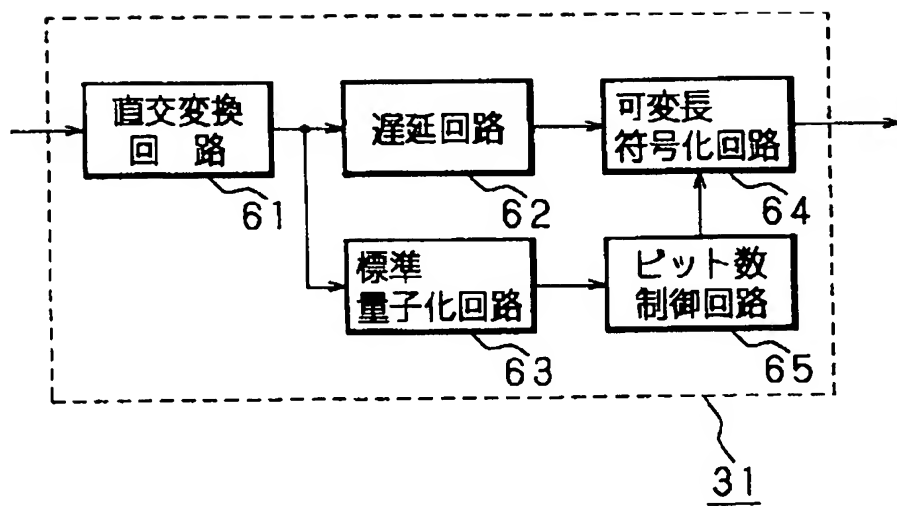 直交変換
回 路
61
遅延回路
62
可変長
符号化回路
64
標準
量子化回路
63
ビット数
制御回路
65
31